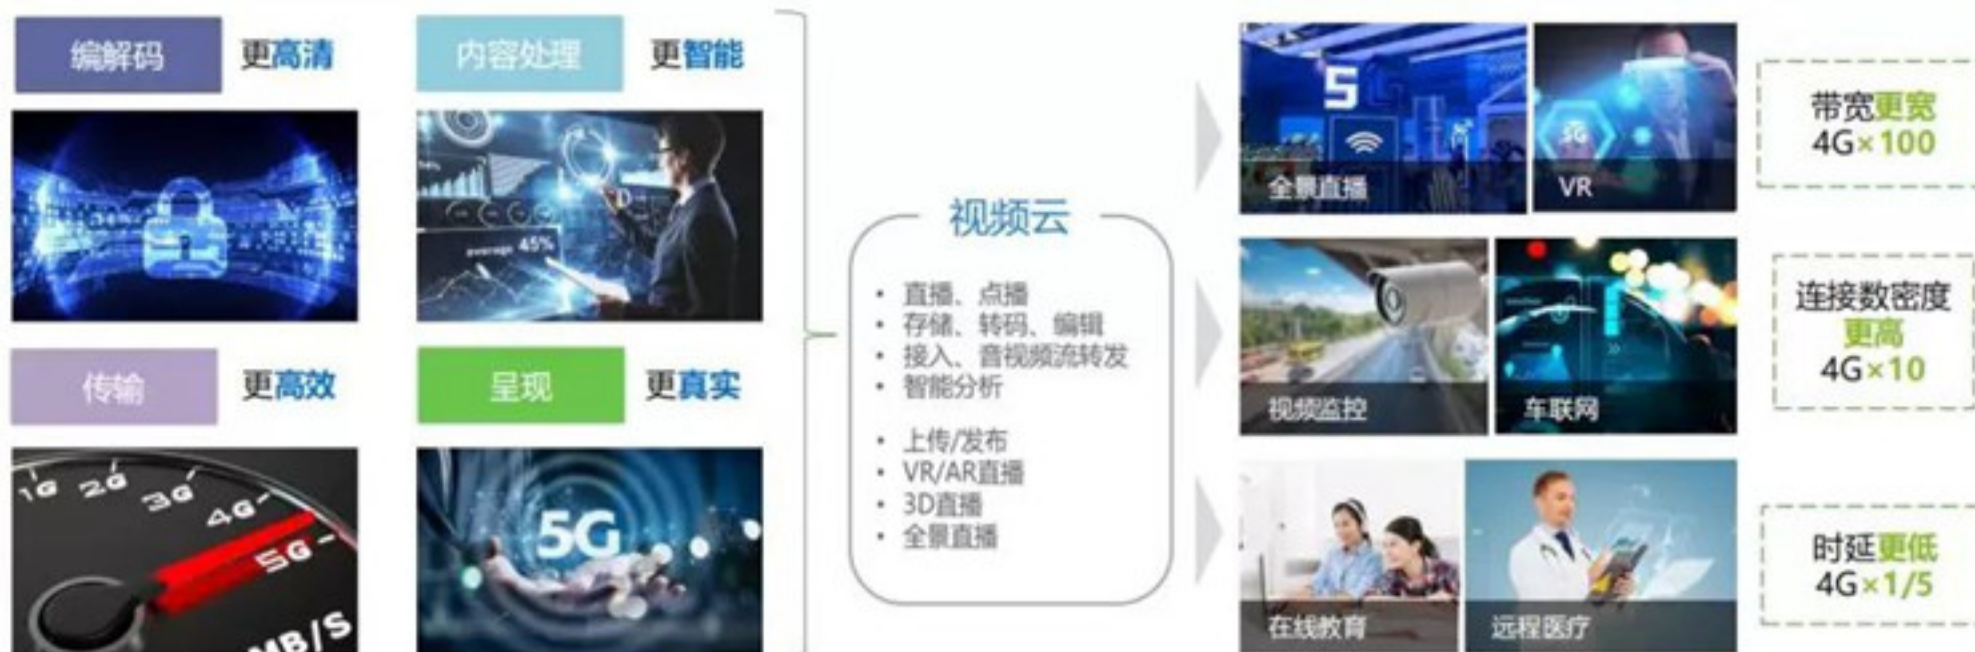 编解码 更高清
内容处理 更智能
average 45%
传输 更高效
呈现 更真实
1G 2G 3G 4G 5G
MB/S
5G
视频云
• 直播、点播
• 存储、转码、编辑
• 接入、音视频流转发
• 智能分析
• 上传/发布
• VR/AR直播
• 3D直播
• 全景直播
5
全景直播
5G
VR
带宽更宽
4G×100
视频监控
车联网
连接数密度
更高
4G×10
在线教育
远程医疗
时延更低
4G×1/5